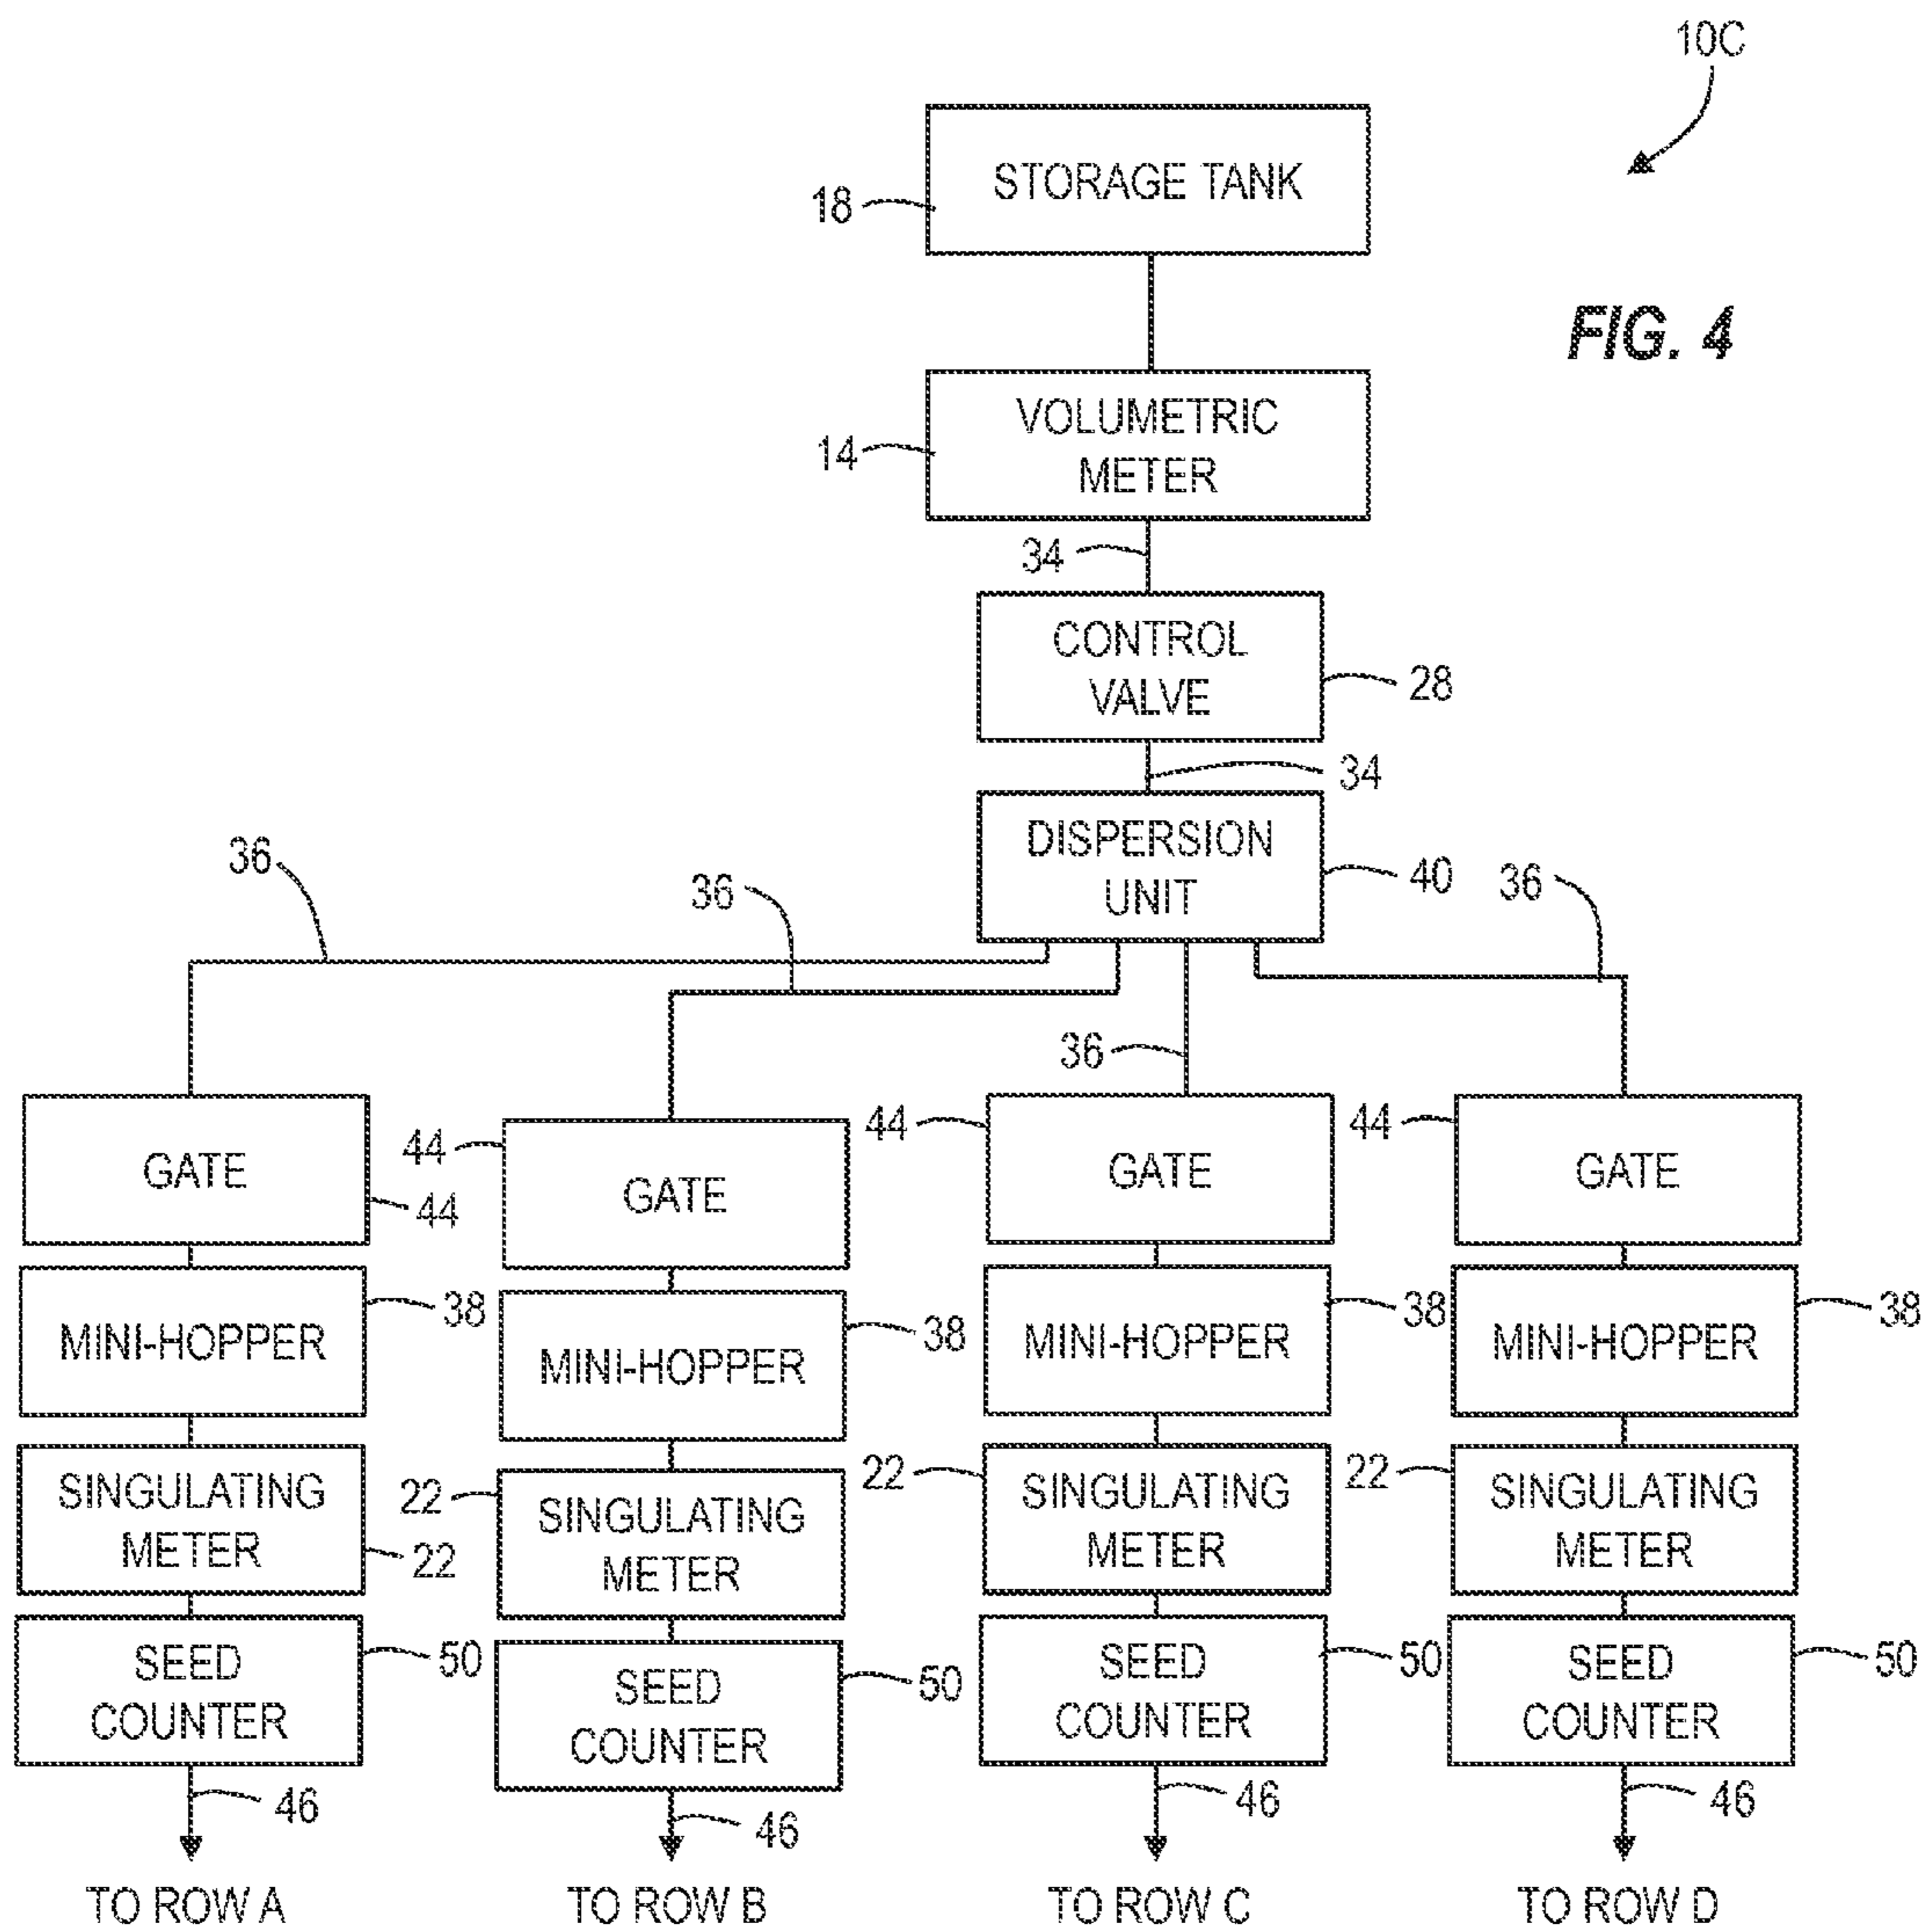 10C
STORAGE TANK
18
FIG. 4
VOLUMETRIC
METER
14
34
CONTROL
VALVE
28
34
DISPERSION
UNIT
40
36
36
36
36
GATE
44
44
GATE
44
GATE
44
GATE
MINI-HOPPER
38
MINI-HOPPER
38
MINI-HOPPER
38
MINI-HOPPER
38
SINGULATING
METER
22
22
SINGULATING
METER
22
SINGULATING
METER
22
SINGULATING
METER
SEED
COUNTER
50
SEED
COUNTER
50
SEED
COUNTER
50
SEED
COUNTER
50
46
46
46
46
TO ROW A
TO ROW B
TO ROW C
TO ROW D